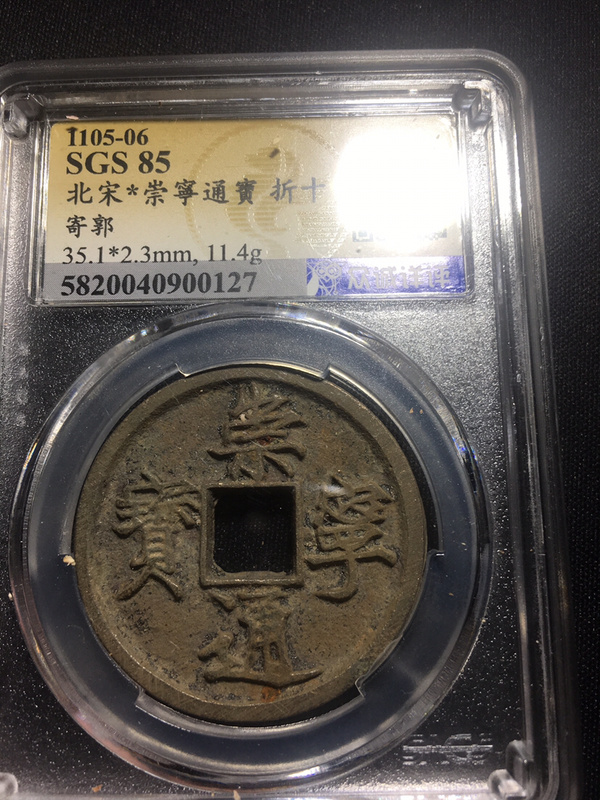 1105-06
SGS 85
北宋*崇寧通寶 折十
寄郭
35.1*2.3mm, 11.4g
5820040900127
崇
寧
通
寶